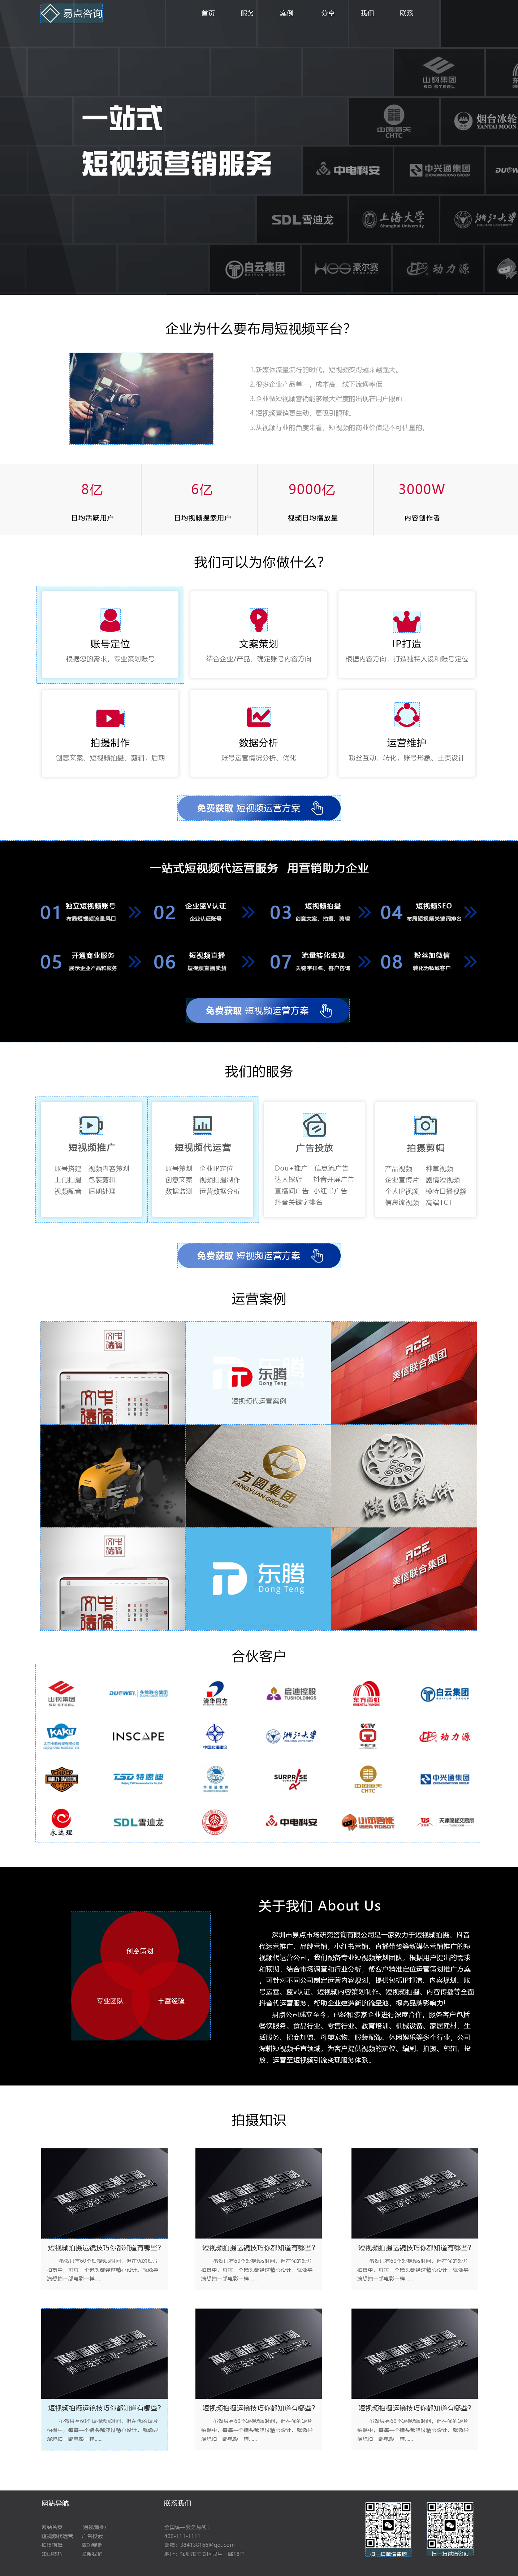 易点咨询
首页 服务 案例 分享 我们 联系
山钢集团
SD STEEL
一站式
短视频营销服务
中国恒天
CHTC
烟台冰轮
YANTAI MOON
中电科安
中兴通集团
ZHONGXINGTONG GROUP
SDL雪迪龙
上海大学
Shanghai University
浙江大学
白云集团
豪尔赛
动力源
企业为什么要布局短视频平台?
1.新媒体流量流行的时代。短视频变得越来越强大。
2.很多企业产品单一，成本高，线下流通率低。
3.企业做短视频营销能够最大程度的出现在用户眼前
4.短视频营销更生动、更吸引眼球。
5.从视频行业的角度来看，短视频的商业价值是不可估量的。
8亿 6亿 9000亿 3000W
日均活跃用户 日均视频搜索用户 视频日均播放量 内容创作者
我们可以为你做什么?
账号定位 文案策划 IP打造
根据您的需求，专业策划账号 结合企业/产品，确定账号内容方向 根据内容方向，打造独特人设和账号定位
拍摄制作 数据分析 运营维护
创意文案、短视频拍摄、剪辑、后期 账号运营情况分析、优化 粉丝互动、转化，账号形象、主页设计
免费获取 短视频运营方案
一站式短视频代运营服务 用营销助力企业
01 独立短视频账号
布局短视频流量风口
02 企业蓝V认证
企业认证账号
03 短视频拍摄
创意文案、拍摄、剪辑
04 短视频SEO
布局短视频关键词排名
05 开通商业服务
展示企业产品和服务
06 短视频直播
短视频直播卖货
07 流量转化变现
关键字排名，客户咨询
08 粉丝加微信
转化为私域客户
免费获取 短视频运营方案
我们的服务
短视频推广 短视频代运营 广告投放 拍摄剪辑
账号搭建 视频内容策划
上门拍摄 包装剪辑
视频配音 后期处理
账号策划 企业IP定位
创意文案 视频拍摄制作
数据监测 运营数据分析
Dou+推广 信息流广告
达人探店 抖音开屏广告
直播间广告 小红书广告
抖音关键字排名
产品视频 种草视频
企业宣传片 剧情短视频
个人IP视频 横特口播视频
信息流视频 高端TCT
免费获取 短视频运营方案
运营案例
东腾
Dong Teng
短视频代运营案例
ACE
美信联合集团
方圆集团
FANGYUAN GROUP
东腾
Dong Teng
ACE
美信联合集团
合伙客户
山钢集团
SD STEEL
DUOWEI 多维联合集团
清华同方
启迪控股
TUSHOLDINGS
东方雨虹
ORIENTAL YUHONG
白云集团
KAKU
INSCAPE
浙江大学
CCTV
动力源
HARLEY-DAVIDSON
TSD 特思迪
SURPRISE
中国恒天
CHTC
中兴通集团
ZHONGXINGTONG GROUP
永达理
SDL雪迪龙
中电科安
关于我们 About Us
创意策划
专业团队 丰富经验
深圳市易点市场研究咨询有限公司是一家致力于短视频拍摄、抖音
代运营推广、品牌营销，小红书营销、直播带货等新媒体营销推广的短
视频代运营公司，我们配备专业短视频策划团队，根据用户提出的需求
和预期，结合市场调查和行业分析，帮客户精准定位运营策划推广方案
，可针对不同公司制定运营内容规划，提供包括IP打造、内容规划、账
号运营、蓝v认证、短视频内容策划制作、短视频拍摄、内容传播等全面
抖音代运营服务，帮助企业建造新的流量池，提高品牌影响力!
易点公司成立至今，已经和多家企业进行深度合作，服务客户包括
餐饮服务、食品行业、零售行业、教育培训、机械设备、家居建材、生
活服务、招商加盟、母婴宠物、服装配饰、休闲娱乐等多个行业，公司
深耕短视频垂直领域，为客户提供视频的定位、编剧、拍摄、剪辑、投
放、运营至短视频引流变现服务体系。
拍摄知识
短视频拍摄运镜技巧你都知道有哪些? 短视频拍摄运镜技巧你都知道有哪些? 短视频拍摄运镜技巧你都知道有哪些?
短视频拍摄运镜技巧你都知道有哪些? 短视频拍摄运镜技巧你都知道有哪些? 短视频拍摄运镜技巧你都知道有哪些?
网站导航 联系我们
网站首页 短视频推广
短视频代运营 广告投放
拍摄剪辑 成功案例
知识技巧 联系我们
全国统一服务热线：
400-111-1111
邮箱：384138166@qq.com
扫一扫微信咨询 扫一扫微信咨询